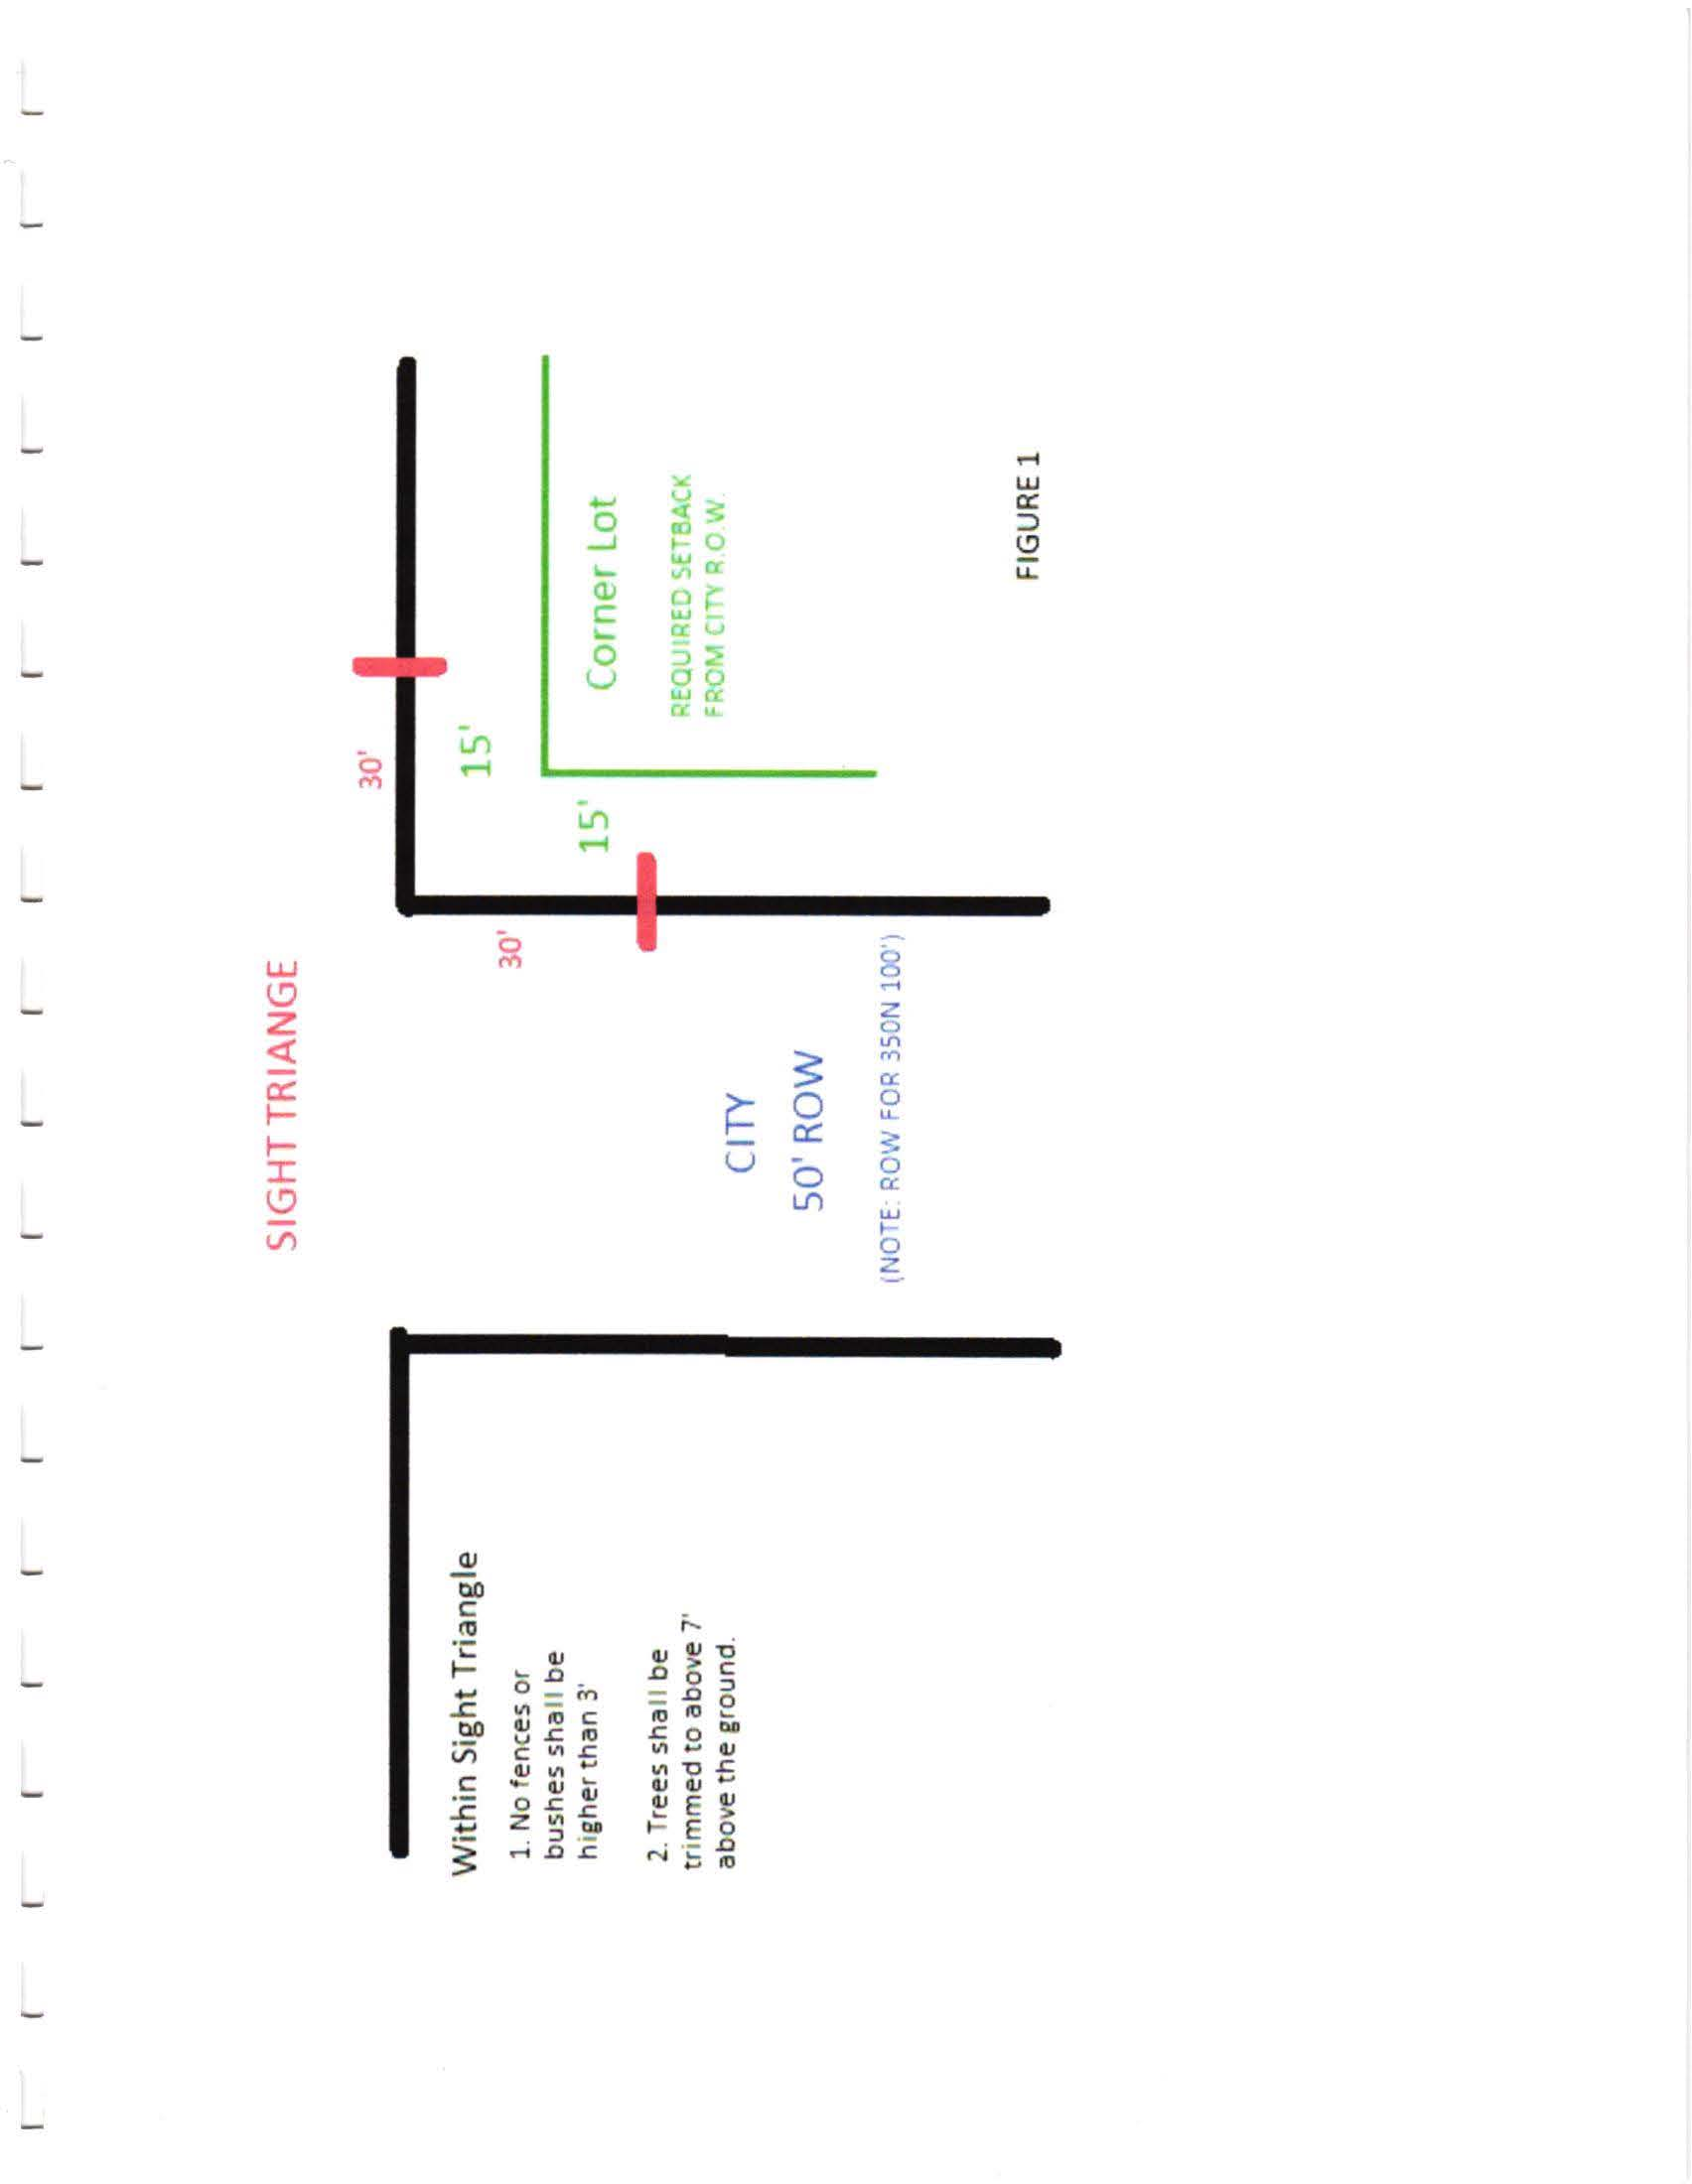 SIGHT TRIANGE
30'
15'
30'
15'
Corner Lot
REQUIRED SETBACK
FROM CITY R.O.W.
CITY
50' ROW
(NOTE: ROW FOR 350N 100')
Within Sight Triangle
1. No fences or
bushes shall be
higher than 3'
2. Trees shall be
trimmed to above 7'
above the ground.
FIGURE 1